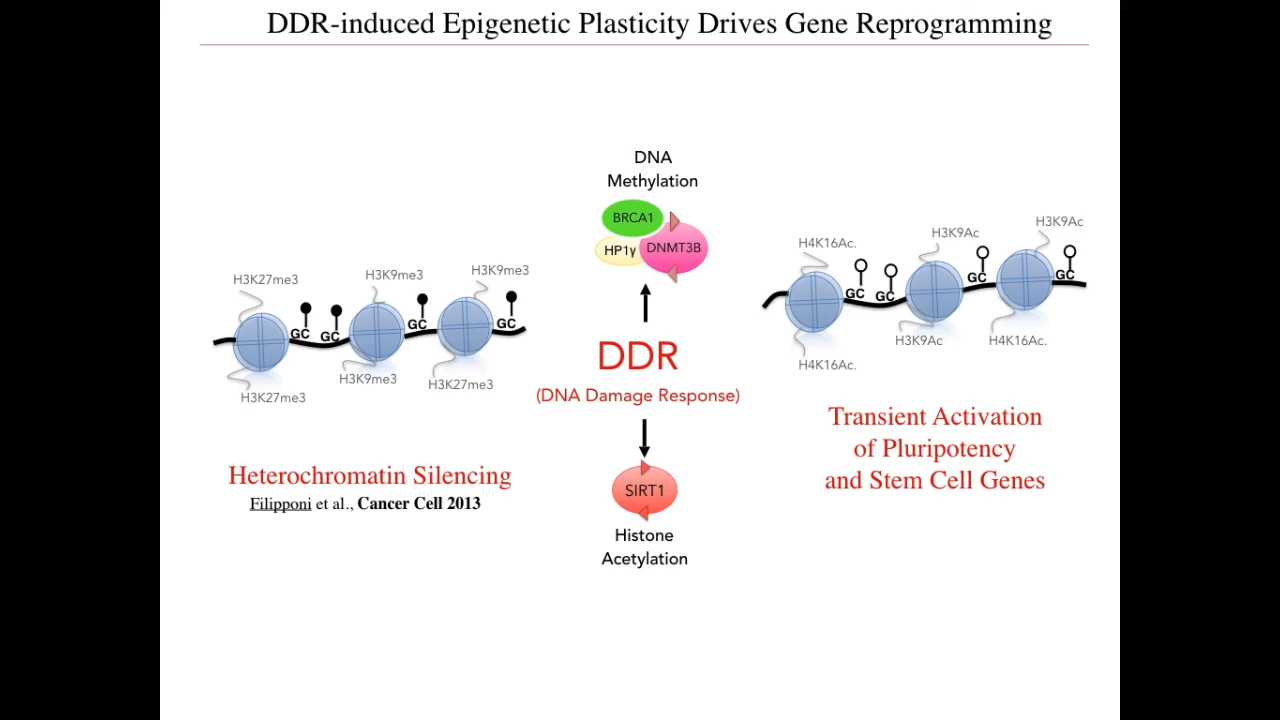 DDR-induced Epigenetic Plasticity Drives Gene Reprogramming
H3K27me3
H3K9me3
H3K9me3
GC
GC
GC
GC
H3K27me3
H3K9me3
H3K27me3
Heterochromatin Silencing
Filipponi et al., Cancer Cell 2013
DNA
Methylation
BRCA1
HP1γ
DNMT3B
DDR
(DNA Damage Response)
SIRT1
Histone
Acetylation
H4K16Ac.
H3K9Ac
H3K9Ac
GC
GC
GC
GC
H4K16Ac.
H3K9Ac
H4K16Ac.
Transient Activation
of Pluripotency
and Stem Cell Genes